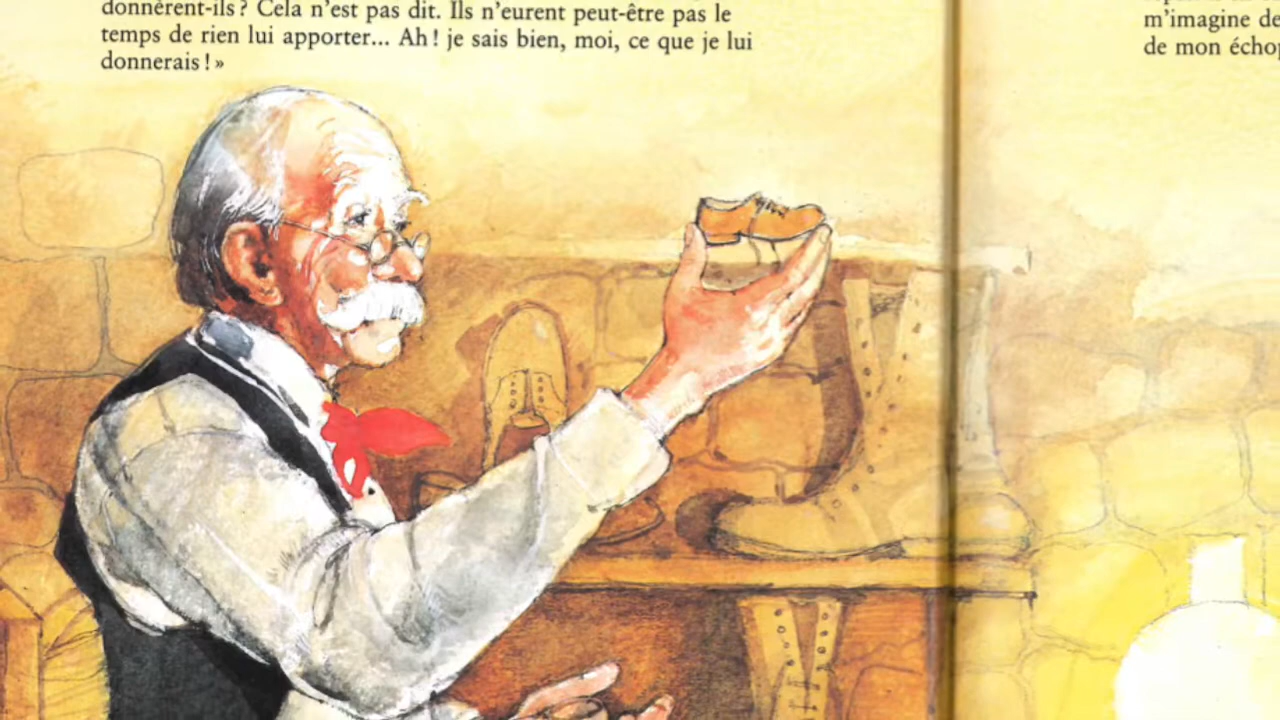 donnèrent-ils ? Cela n'est pas dit. Ils n'eurent peut-être pas le
temps de rien lui apporter... Ah ! je sais bien, moi, ce que je lui
donnerais ! »
m'imagine de
de mon